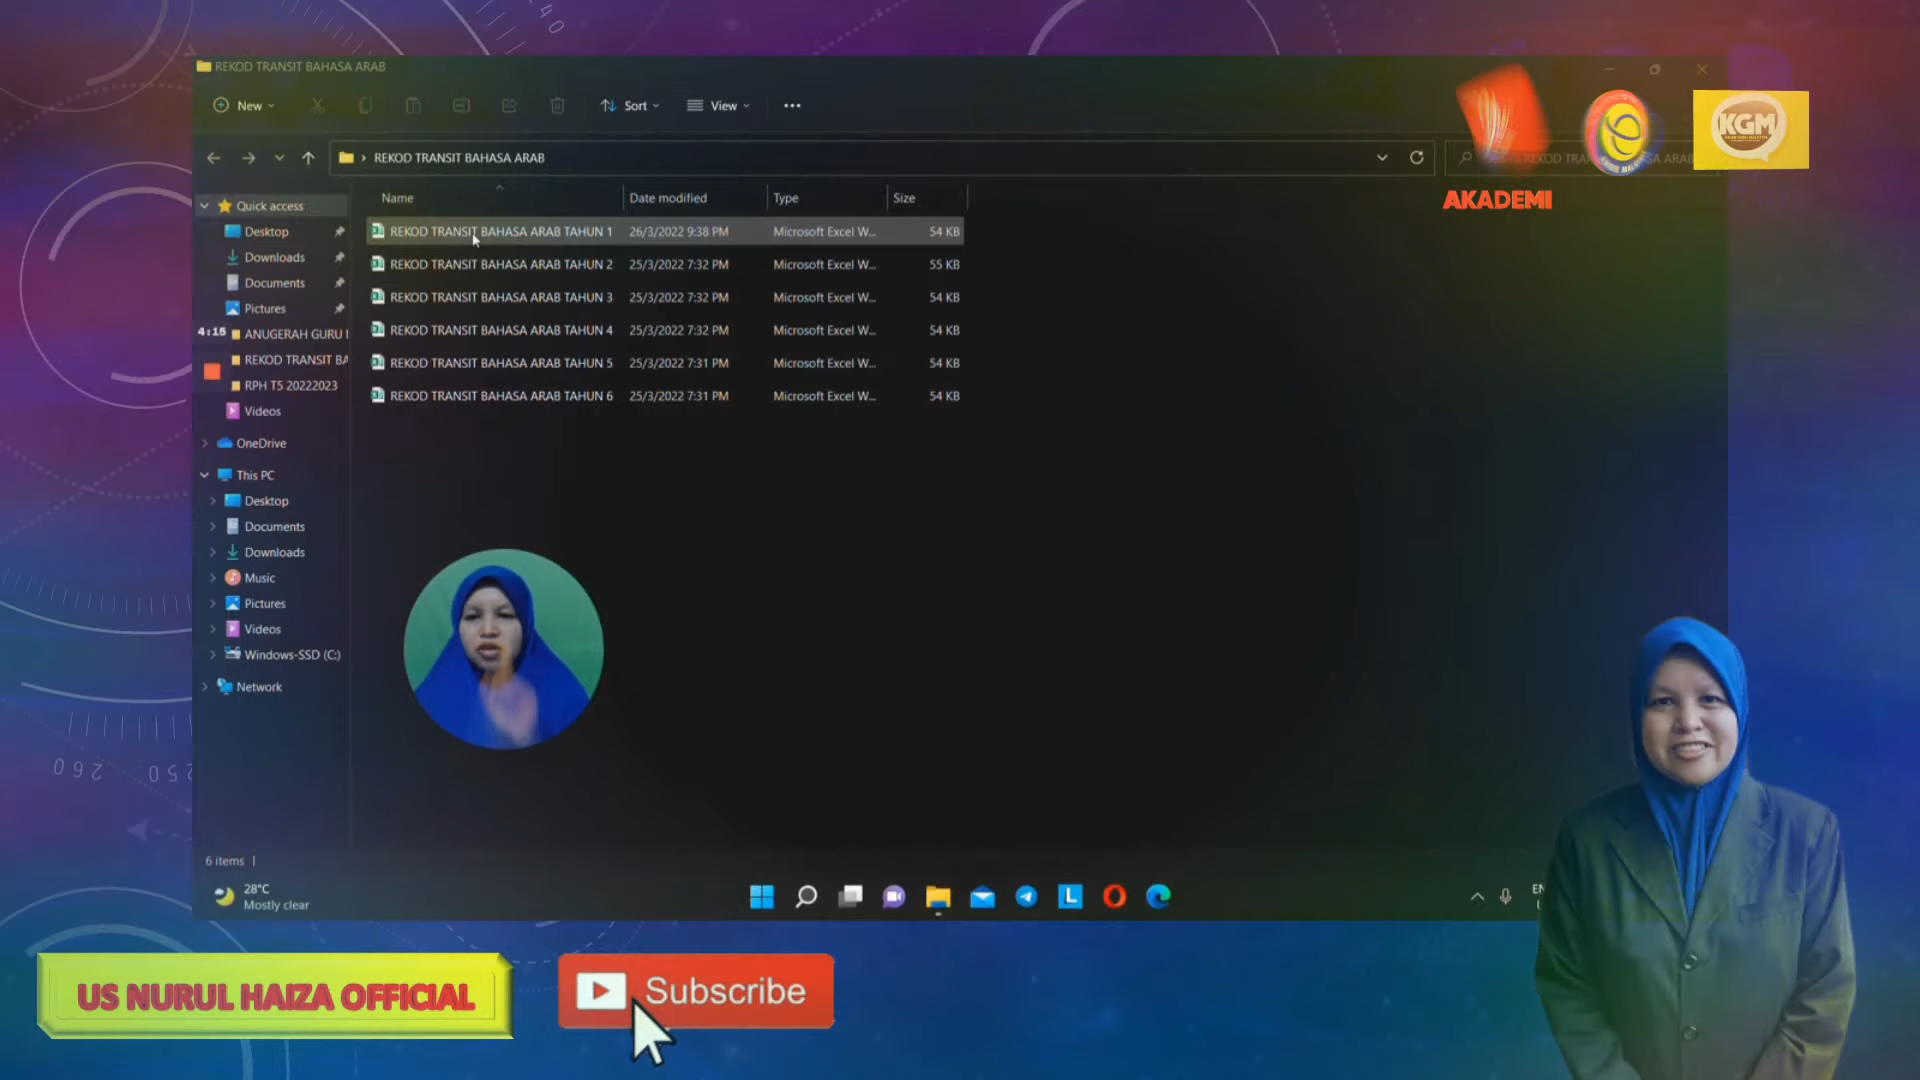 40
REKOD TRANSIT BAHASA ARAB
New
Sort
View
REKOD TRANSIT BAHASA ARAB
KGM
AKADEMI
Name
Date modified
Type
Size
Quick access
Desktop
Downloads
Documents
Pictures
4:15
ANUGERAH GURU
REKOD TRANSIT BA
RPH T5 20222023
Videos
OneDrive
This PC
Desktop
Documents
Downloads
Music
Pictures
Videos
Windows-SSD (C:)
Network
REKOD TRANSIT BAHASA ARAB TAHUN 1 26/3/2022 9:38 PM Microsoft Excel W... 54 KB
REKOD TRANSIT BAHASA ARAB TAHUN 2 25/3/2022 7:32 PM Microsoft Excel W... 55 KB
REKOD TRANSIT BAHASA ARAB TAHUN 3 25/3/2022 7:32 PM Microsoft Excel W... 54 KB
REKOD TRANSIT BAHASA ARAB TAHUN 4 25/3/2022 7:32 PM Microsoft Excel W... 54 KB
REKOD TRANSIT BAHASA ARAB TAHUN 5 25/3/2022 7:31 PM Microsoft Excel W... 54 KB
REKOD TRANSIT BAHASA ARAB TAHUN 6 25/3/2022 7:31 PM Microsoft Excel W... 54 KB
260
6 items
28°C
Mostly clear
US NURUL HAIZA OFFICIAL
Subscribe